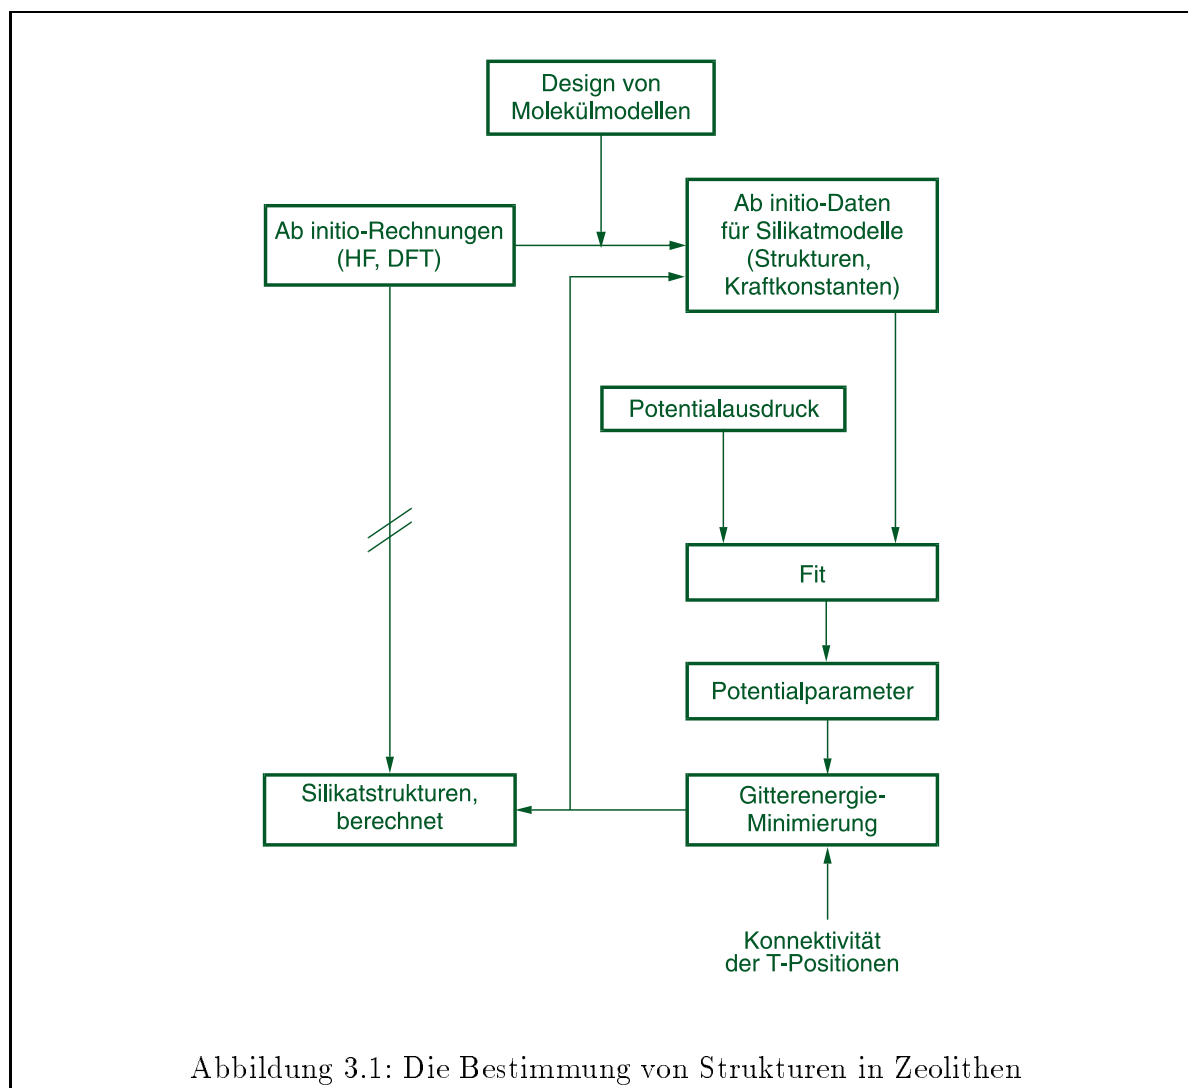 Design von
Molekülmodellen
Ab initio-Rechnungen
(HF, DFT)
Ab initio-Daten
für Silikatmodelle
(Strukturen,
Kraftkonstanten)
Potentialausdruck
Fit
Potentialparameter
Silikatstrukturen,
berechnet
Gitterenergie-
Minimierung
Konnektivität
der T-Positionen
Abbildung 3.1: Die Bestimmung von Strukturen in Zeolithen